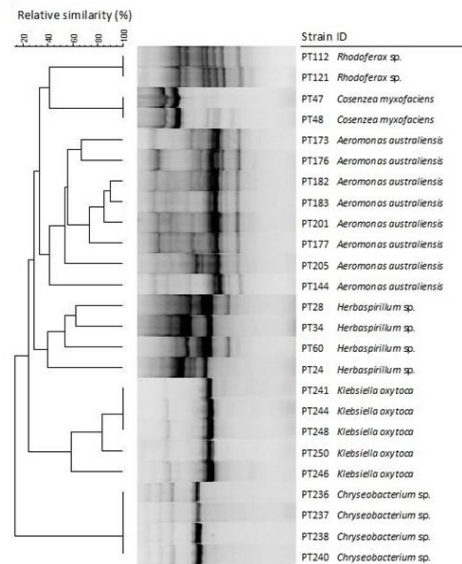 Relative similarity (%)
20 40 60 80 100
Strain ID
PT112 Rhodoferax sp.
PT121 Rhodoferax sp.
PT47 Cosenzea myxofaciens
PT48 Cosenzea myxofaciens
PT173 Aeromonas australiensis
PT176 Aeromonas australiensis
PT182 Aeromonas australiensis
PT183 Aeromonas australiensis
PT201 Aeromonas australiensis
PT177 Aeromonas australiensis
PT205 Aeromonas australiensis
PT144 Aeromonas australiensis
PT28 Herbaspirillum sp.
PT34 Herbaspirillum sp.
PT60 Herbaspirillum sp.
PT24 Herbaspirillum sp.
PT241 Klebsiella oxytoca
PT244 Klebsiella oxytoca
PT248 Klebsiella oxytoca
PT250 Klebsiella oxytoca
PT246 Klebsiella oxytoca
PT236 Chryseobacterium sp.
PT237 Chryseobacterium sp.
PT238 Chryseobacterium sp.
PT240 Chryseobacterium sp.